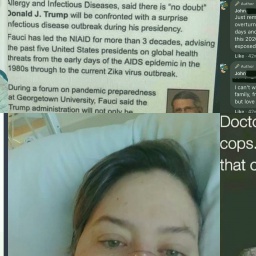 Allergy and Infectious Diseases, said there is "no doubt"
Donald J. Trump will be confronted with a surprise
infectious disease outbreak during his presidency.
Fauci has led the NIAID for more than 3 decades, advising
the past five United States presidents on global health
threats from the early days of the AIDS epidemic in the
1980s through to the current Zika virus outbreak.
During a forum on pandemic preparedness
at Georgetown University, Fauci said the
Trump administration will not only be
Author
John
Just rem
overturn
days and
this 202
exposed
Like
Author
John
I can't w
family, fr
but love
Like
Docto
cops.
that c